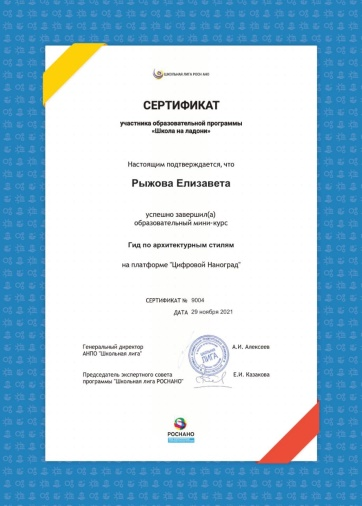 ШКОЛЬНАЯ ЛИГА РОСНАНО
СЕРТИФИКАТ
участника образовательной программы
«Школа на ладони»
Настоящим подтверждается, что
Рыжова Елизавета
успешно завершил(а)
образовательный мини-курс
Гид по архитектурным стилям
на платформе "Цифровой Наноград"
СЕРТИФИКАТ № 9004
ДАТА 29 ноября 2021
Генеральный директор
АНПО "Школьная лига"
А.И. Алексеев
ЛИГА
Председатель экспертного совета
программы "Школьная лига РОСНАНО"
Е.И. Казакова
РОСНАНО